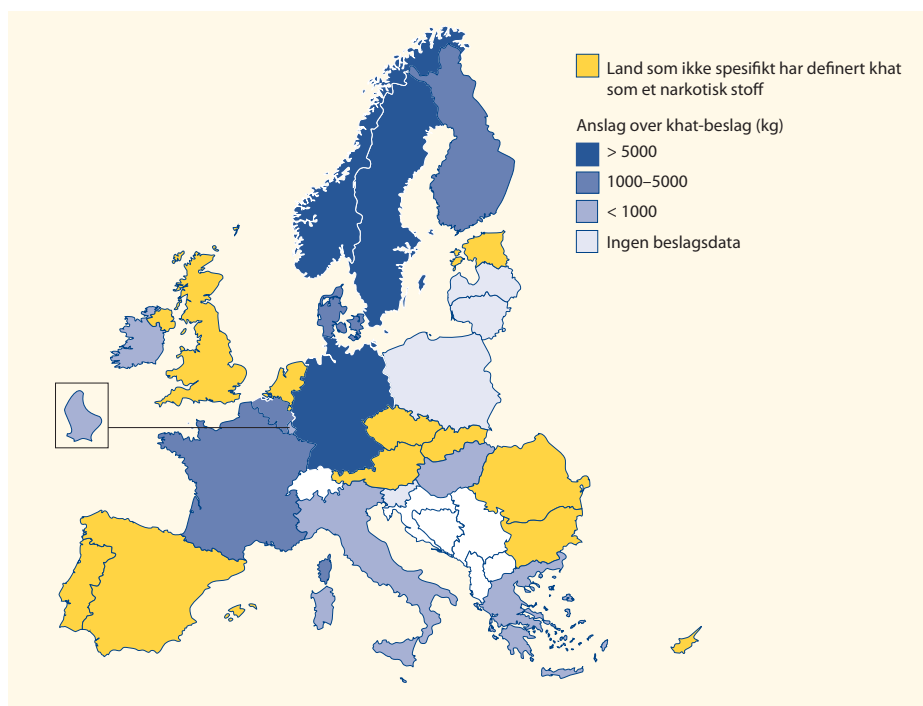 Land som ikke spesifikt har definert khat
som et narkotisk stoff
Anslag over khat-beslag (kg)
> 5000
1000–5000
< 1000
Ingen beslagsdata